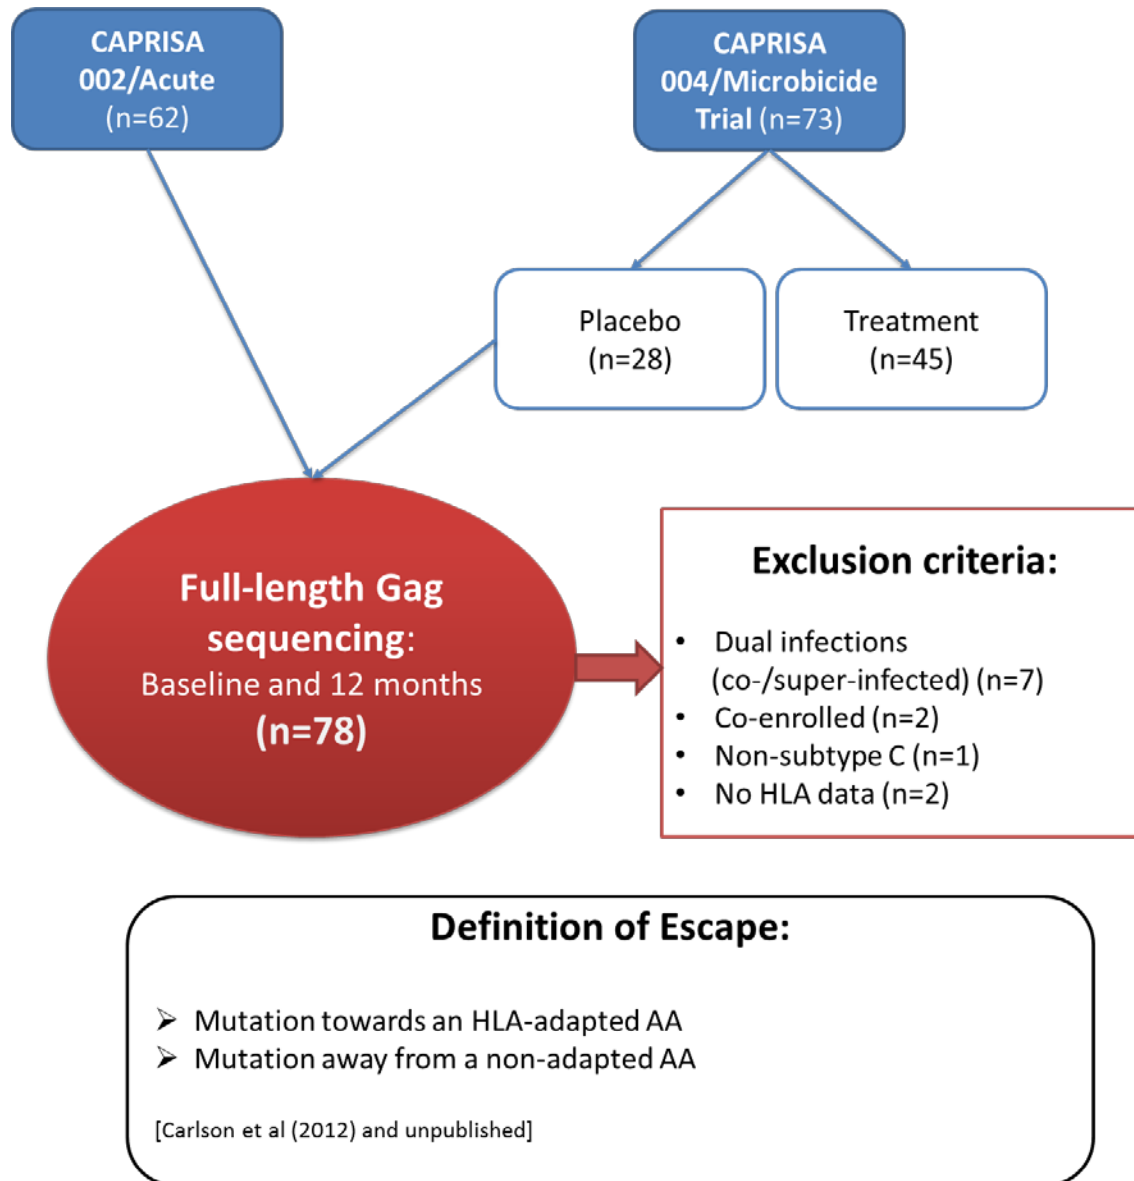 CAPRISA
002/Acute
(n=62)
CAPRISA
004/Microbicide
Trial (n=73)
Placebo
(n=28)
Treatment
(n=45)
Full-length Gag
sequencing:
Baseline and 12 months
(n=78)
Exclusion criteria:
• Dual infections
(co-/super-infected) (n=7)
• Co-enrolled (n=2)
• Non-subtype C (n=1)
• No HLA data (n=2)
Definition of Escape:
➢ Mutation towards an HLA-adapted AA
➢ Mutation away from a non-adapted AA
[Carlson et al (2012) and unpublished]